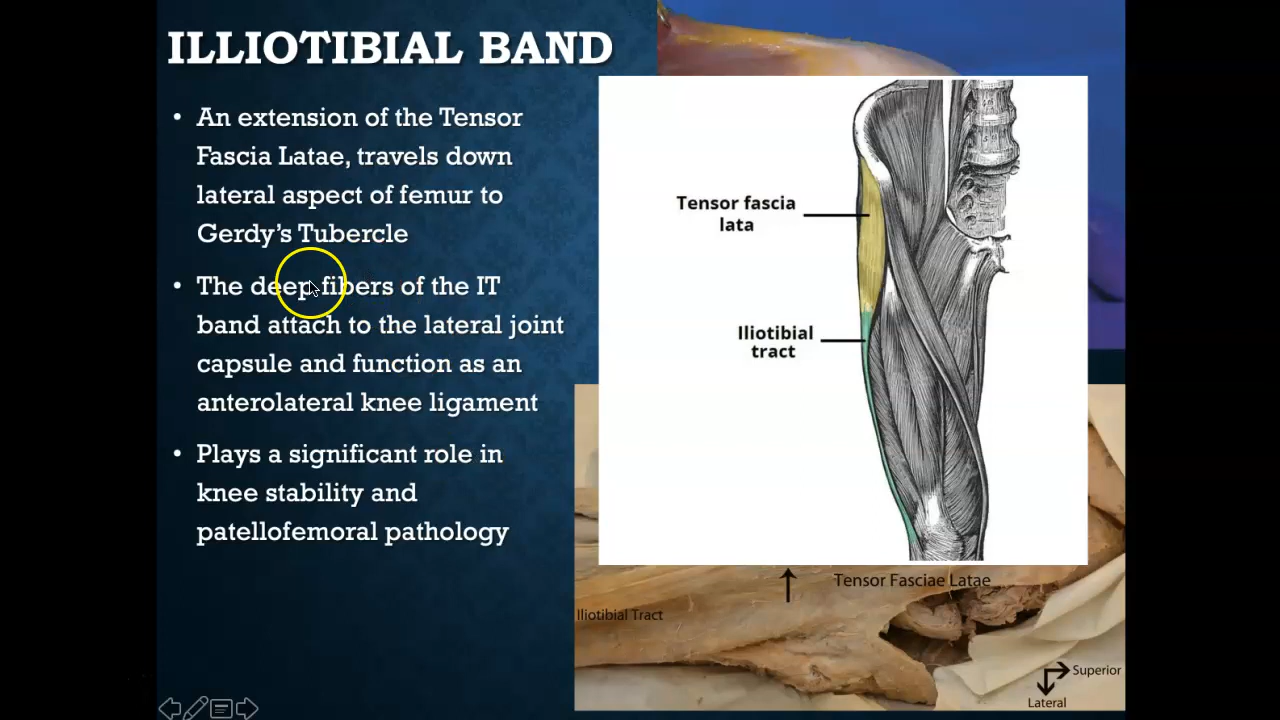 ILLIOTIBIAL BAND
• An extension of the Tensor
Fascia Latae, travels down
lateral aspect of femur to
Gerdy's Tubercle
• The deep fibers of the IT
band attach to the lateral joint
capsule and function as an
anterolateral knee ligament
• Plays a significant role in
knee stability and
patellofemoral pathology
Tensor fascia
lata
Iliotibial
tract
Tensor Fasciae Latae
Iliotibial Tract
Superior
Lateral